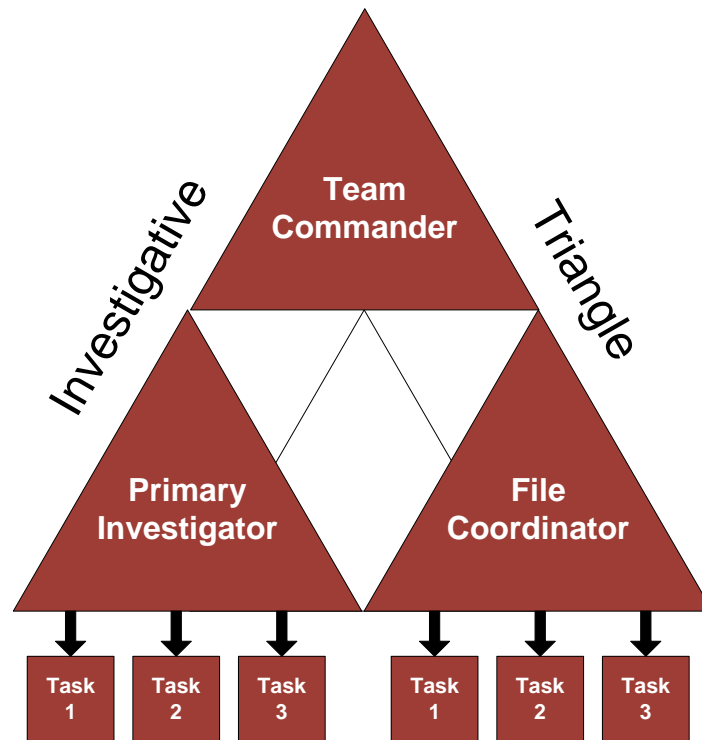 Investigative
Triangle
Team
Commander
Primary
Investigator
File
Coordinator
Task
1
Task
2
Task
3
Task
1
Task
2
Task
3